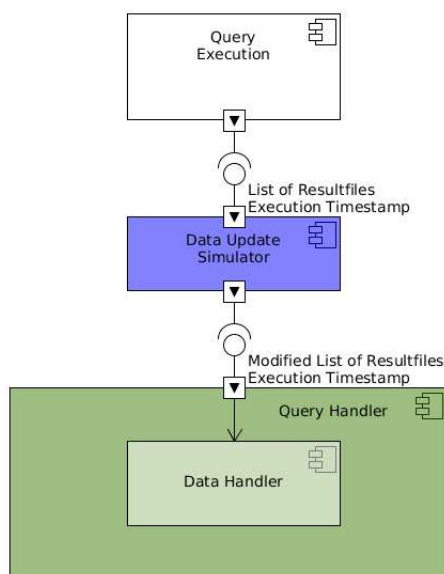 Query
Execution
List of Resultfiles
Execution Timestamp
Data Update
Simulator
Modified List of Resultfiles
Execution Timestamp
Query Handler
Data Handler